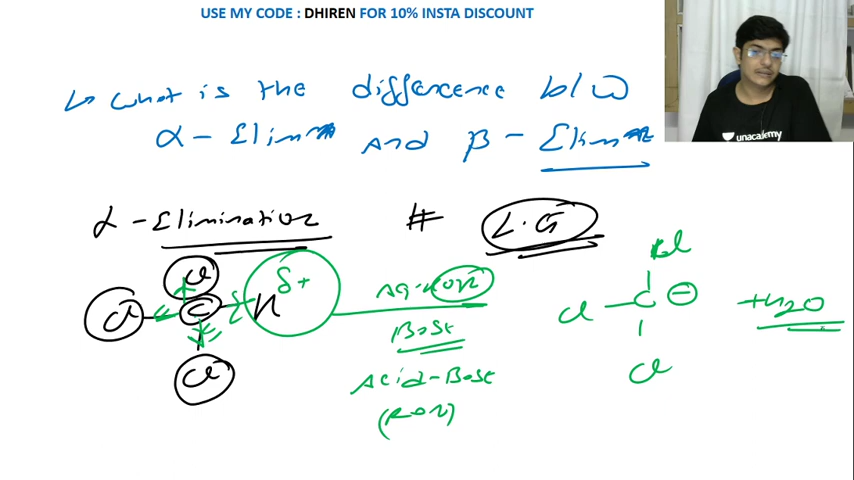 USE MY CODE : DHIREN FOR 10% INSTA DISCOUNT
unacademy
↳ what is the difference b/w
α - Elimn and β - Elimn
α - Elimination # L.G
Cl
Cl C H δ+
Cl
aq. KOH
Base
Acid-Base
(RXN)
Cl
Cl C ⊖ + H2O
Cl